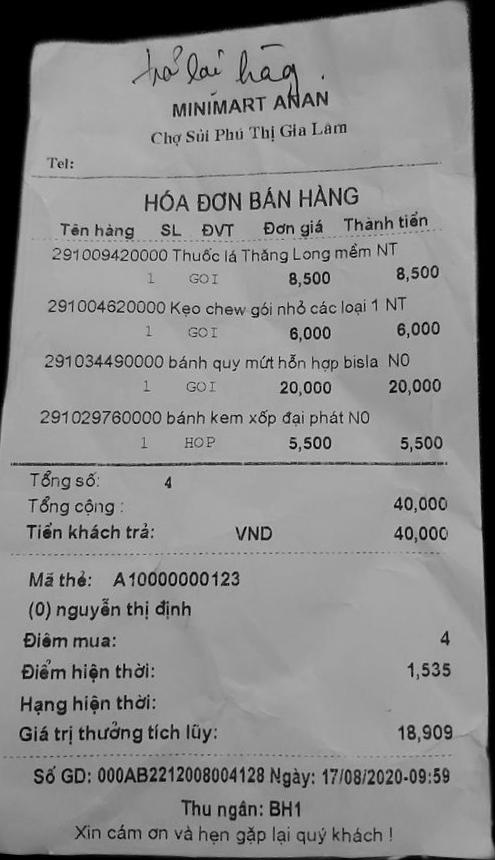 trả lại hàng.
MINIMART ANAN
Chợ Sủi Phú Thị Gia Lâm
Tel:
HÓA ĐƠN BÁN HÀNG
Tên hàng SL ĐVT Đơn giá Thành tiền
291009420000 Thuốc lá Thăng Long mềm NT
1 GOI 8,500 8,500
291004620000 Kẹo chew gói nhỏ các loại 1 NT
1 GOI 6,000 6,000
291034490000 bánh quy mứt hỗn hợp bisla N0
1 GOI 20,000 20,000
291029760000 bánh kem xốp đại phát N0
1 HOP 5,500 5,500
Tổng số: 4
Tổng cộng : 40,000
Tiền khách trả: VND 40,000
Mã thẻ: A10000000123
(0) nguyễn thị định
Điêm mua: 4
Điểm hiện thời: 1,535
Hạng hiện thời:
Giá trị thưởng tích lũy: 18,909
Số GD: 000AB2212008004128 Ngày: 17/08/2020-09:59
Thu ngân: BH1
Xin cám ơn và hẹn gặp lại quý khách !